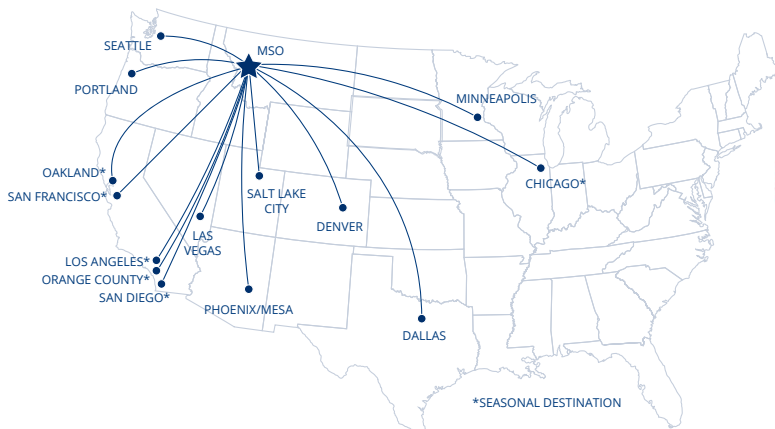 SEATTLE
MSO
PORTLAND
MINNEAPOLIS
OAKLAND*
CHICAGO*
SAN FRANCISCO*
SALT LAKE
CITY
DENVER
LAS
VEGAS
LOS ANGELES*
ORANGE COUNTY*
SAN DIEGO*
PHOENIX/MESA
DALLAS
*SEASONAL DESTINATION